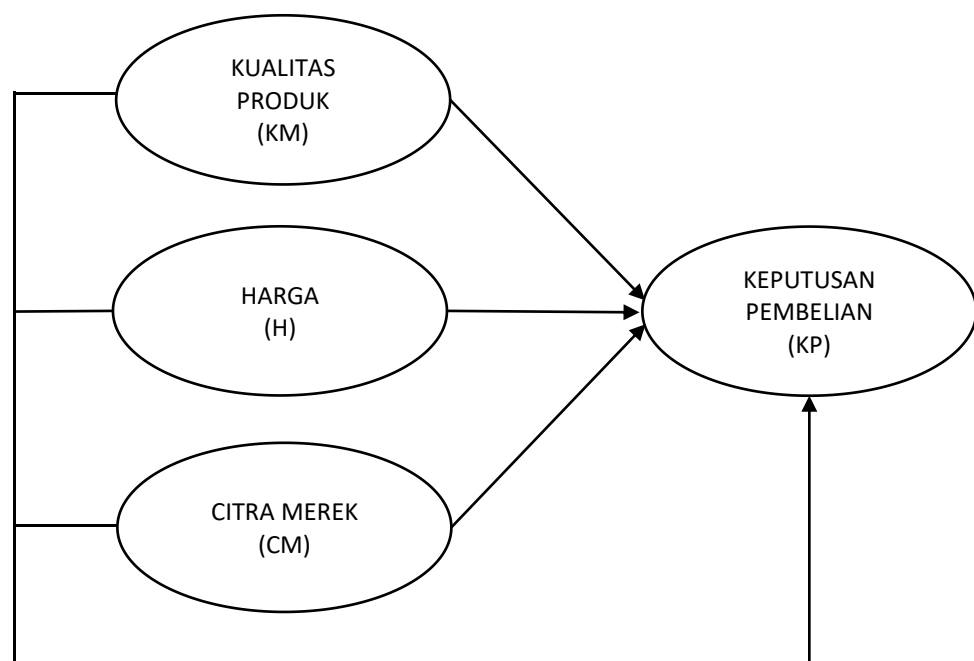 KUALITAS
PRODUK
(KM)
HARGA
(H)
CITRA MEREK
(CM)
KEPUTUSAN
PEMBELIAN
(KP)